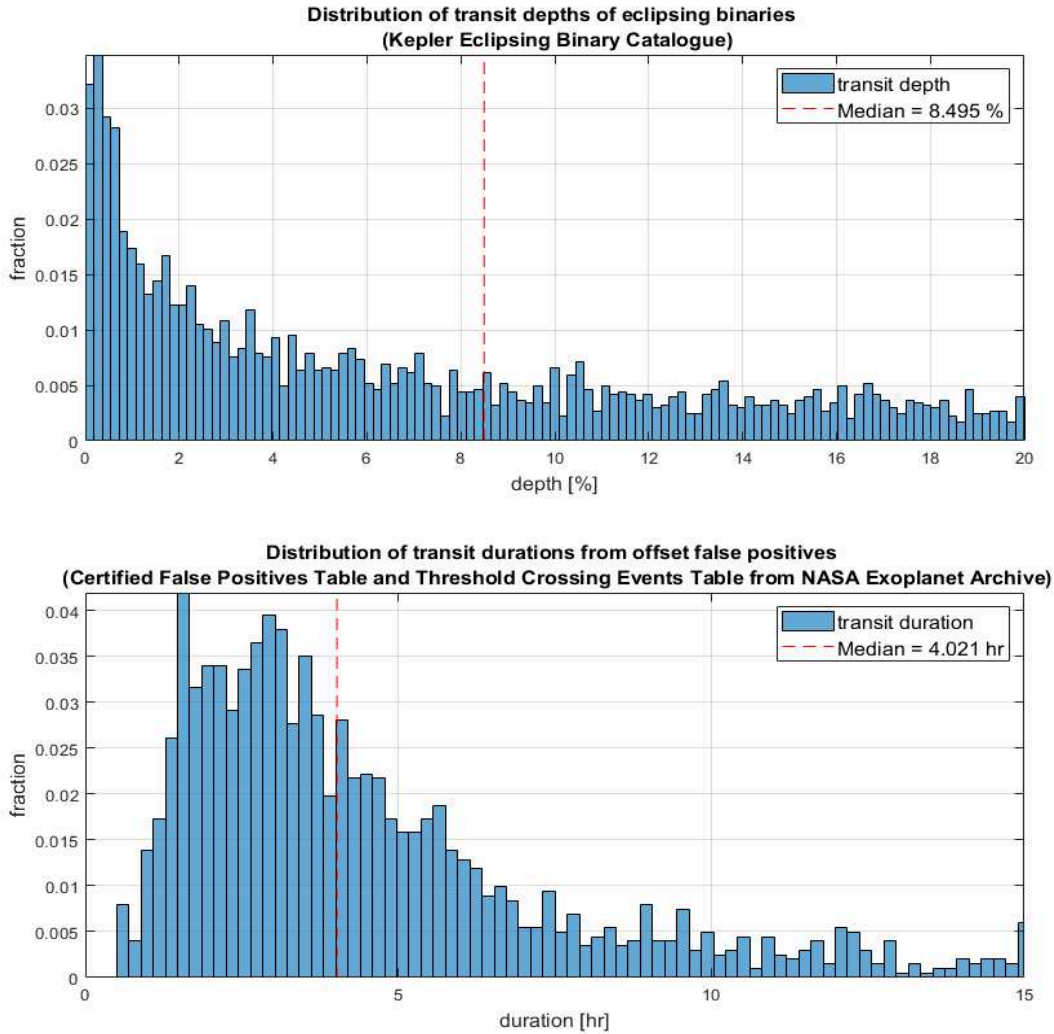 Distribution of transit depths of eclipsing binaries
(Kepler Eclipsing Binary Catalogue)
transit depth
Median = 8.495 %
0.03
0.025
0.02
0.015
0.01
0.005
0
fraction
0 2 4 6 8 10 12 14 16 18 20
depth [%]
Distribution of transit durations from offset false positives
(Certified False Positives Table and Threshold Crossing Events Table from NASA Exoplanet Archive)
transit duration
Median = 4.021 hr
0.04
0.035
0.03
0.025
0.02
0.015
0.01
0.005
0
fraction
0 5 10 15
duration [hr]